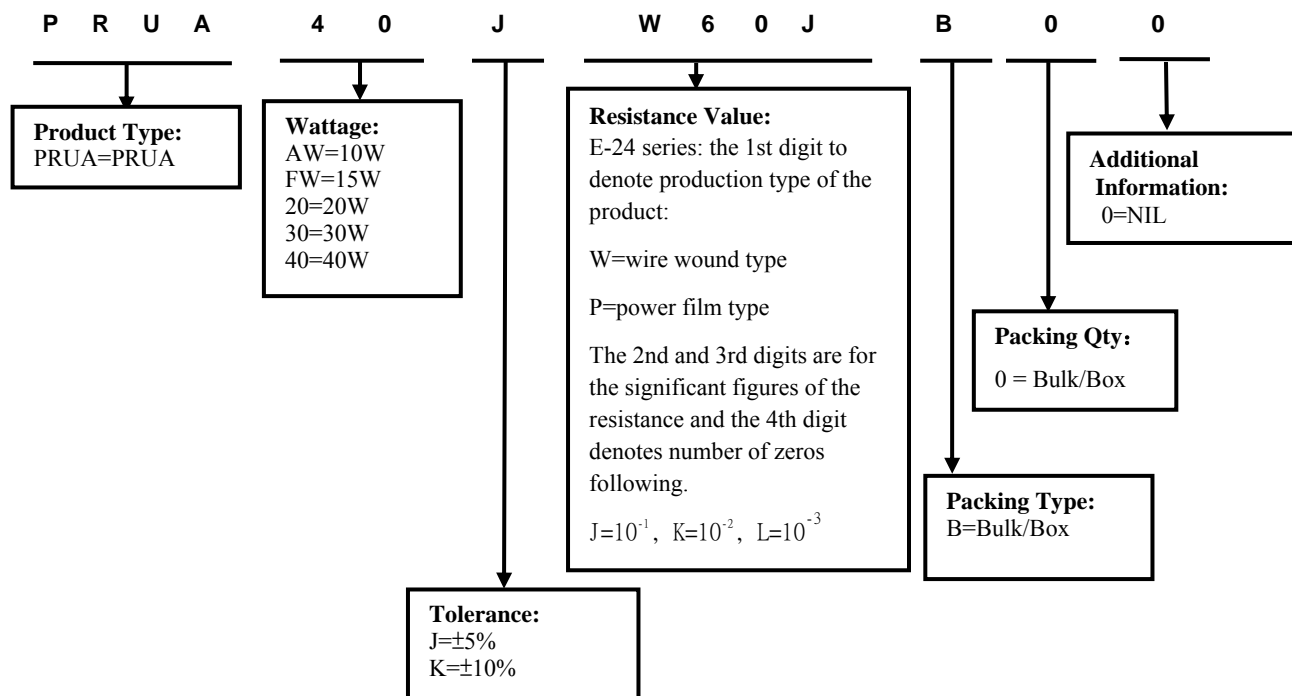 P R U A 4 0 J W 6 0 J B 0 0
Product Type:
PRUA=PRUA
Wattage:
AW=10W
FW=15W
20=20W
30=30W
40=40W
Resistance Value:
E-24 series: the 1st digit to
denote production type of the
product:
W=wire wound type
P=power film type
The 2nd and 3rd digits are for
the significant figures of the
resistance and the 4th digit
denotes number of zeros
following.
J=10⁻¹, K=10⁻², L=10⁻³
Additional
Information:
0=NIL
Packing Qty：
0 = Bulk/Box
Packing Type:
B=Bulk/Box
Tolerance:
J=±5%
K=±10%